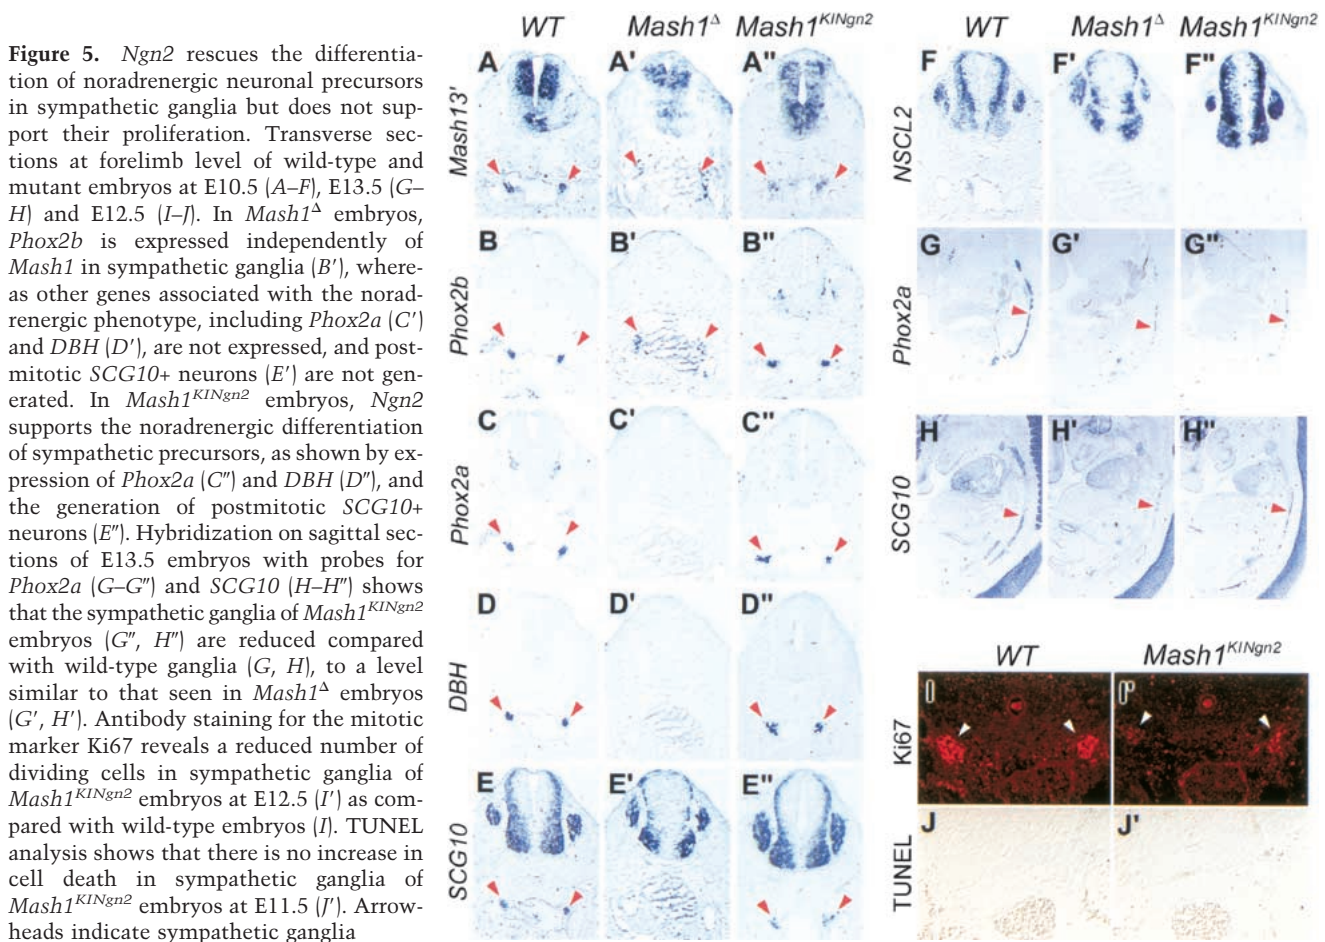 Figure 5. Ngn2 rescues the differentia-
tion of noradrenergic neuronal precursors
in sympathetic ganglia but does not sup-
port their proliferation. Transverse sec-
tions at forelimb level of wild-type and
mutant embryos at E10.5 (A–F), E13.5 (G–
H) and E12.5 (I–J). In Mash1Δ embryos,
Phox2b is expressed independently of
Mash1 in sympathetic ganglia (B′), where-
as other genes associated with the norad-
renergic phenotype, including Phox2a (C′)
and DBH (D′), are not expressed, and post-
mitotic SCG10+ neurons (E′) are not gen-
erated. In Mash1KINgn2 embryos, Ngn2
supports the noradrenergic differentiation
of sympathetic precursors, as shown by ex-
pression of Phox2a (C″) and DBH (D″), and
the generation of postmitotic SCG10+
neurons (E″). Hybridization on sagittal sec-
tions of E13.5 embryos with probes for
Phox2a (G–G″) and SCG10 (H–H″) shows
that the sympathetic ganglia of Mash1KINgn2
embryos (G″, H″) are reduced compared
with wild-type ganglia (G, H), to a level
similar to that seen in Mash1Δ embryos
(G′, H′). Antibody staining for the mitotic
marker Ki67 reveals a reduced number of
dividing cells in sympathetic ganglia of
Mash1KINgn2 embryos at E12.5 (I′) as com-
pared with wild-type embryos (I). TUNEL
analysis shows that there is no increase in
cell death in sympathetic ganglia of
Mash1KINgn2 embryos at E11.5 (J′). Arrow-
heads indicate sympathetic ganglia
WT Mash1Δ Mash1KINgn2
Mash13'
A A' A"
Phox2b
B B' B"
Phox2a
C C' C"
DBH
D D' D"
SCG10
E E' E"
WT Mash1Δ Mash1KINgn2
NSCL2
F F' F"
Phox2a
G G' G"
SCG10
H H' H"
WT Mash1KINgn2
Ki67
I I'
TUNEL
J J'